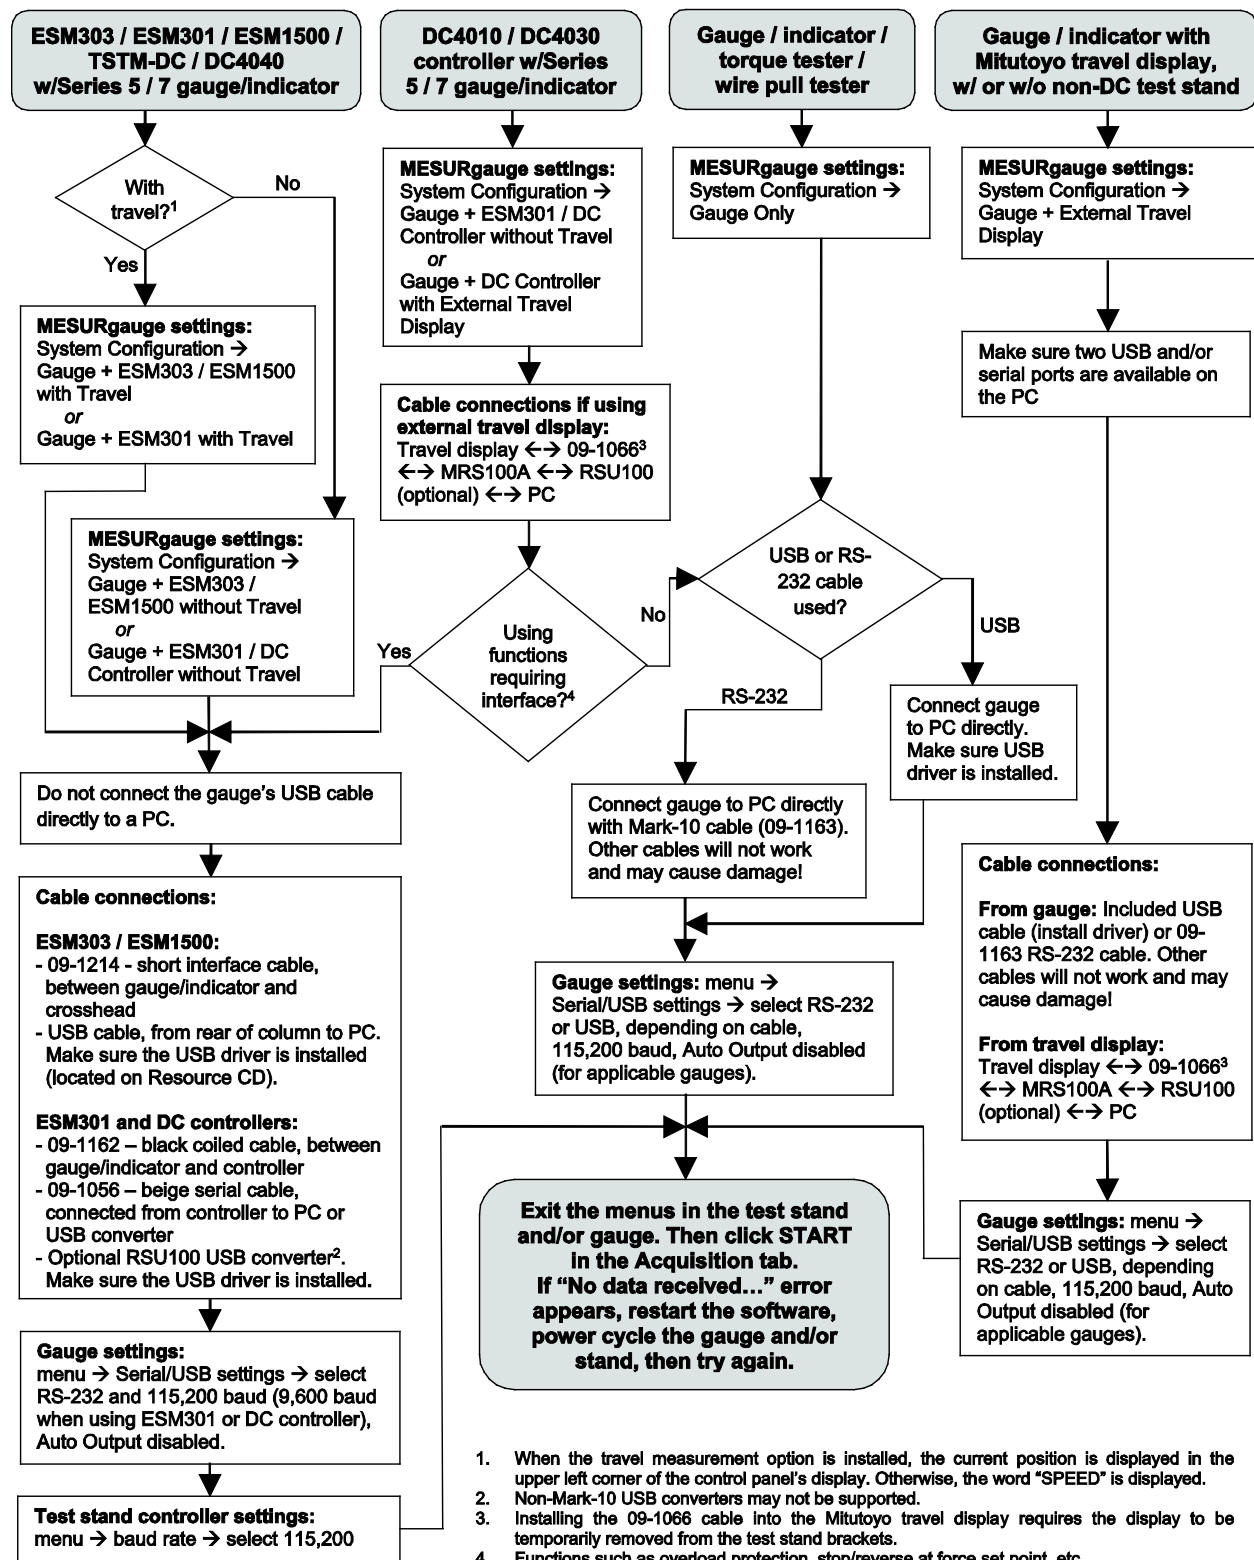 ESM303 / ESM301 / ESM1500 /
TSTM-DC / DC4040
w/Series 5 / 7 gauge/indicator
DC4010 / DC4030
controller w/Series
5 / 7 gauge/indicator
Gauge / indicator /
torque tester /
wire pull tester
Gauge / indicator with
Mitutoyo travel display,
w/ or w/o non-DC test stand
With
travel?¹
No
Yes
MESURgauge settings:
System Configuration →
Gauge + ESM303 / ESM1500
with Travel
or
Gauge + ESM301 with Travel
MESURgauge settings:
System Configuration →
Gauge + ESM303 /
ESM1500 without Travel
or
Gauge + ESM301 / DC
Controller without Travel
MESURgauge settings:
System Configuration →
Gauge + ESM301 / DC
Controller without Travel
or
Gauge + DC Controller
with External Travel
Display
Cable connections if using
external travel display:
Travel display ←→ 09-1066³
←→ MRS100A ←→ RSU100
(optional) ←→ PC
Using
functions
requiring
interface?⁴
Yes
No
MESURgauge settings:
System Configuration →
Gauge Only
USB or RS-
232 cable
used?
USB
RS-232
Connect gauge
to PC directly.
Make sure USB
driver is installed.
Connect gauge to PC directly
with Mark-10 cable (09-1163).
Other cables will not work
and may cause damage!
Gauge settings: menu →
Serial/USB settings → select RS-232
or USB, depending on cable,
115,200 baud, Auto Output disabled
(for applicable gauges).
MESURgauge settings:
System Configuration →
Gauge + External Travel
Display
Make sure two USB and/or
serial ports are available on
the PC
Cable connections:
From gauge: Included USB
cable (install driver) or 09-
1163 RS-232 cable. Other
cables will not work and may
cause damage!
From travel display:
Travel display ←→ 09-1066³
←→ MRS100A ←→ RSU100
(optional) ←→ PC
Gauge settings: menu →
Serial/USB settings → select
RS-232 or USB, depending
on cable, 115,200 baud, Auto
Output disabled (for
applicable gauges).
Do not connect the gauge's USB cable
directly to a PC.
Cable connections:
ESM303 / ESM1500:
- 09-1214 - short interface cable,
between gauge/indicator and
crosshead
- USB cable, from rear of column to PC.
Make sure the USB driver is installed
(located on Resource CD).
ESM301 and DC controllers:
- 09-1162 – black coiled cable, between
gauge/indicator and controller
- 09-1056 – beige serial cable,
connected from controller to PC or
USB converter
- Optional RSU100 USB converter².
Make sure the USB driver is installed.
Gauge settings:
menu → Serial/USB settings → select
RS-232 and 115,200 baud (9,600 baud
when using ESM301 or DC controller),
Auto Output disabled.
Test stand controller settings:
menu → baud rate → select 115,200
Exit the menus in the test stand
and/or gauge. Then click START
in the Acquisition tab.
If “No data received…” error
appears, restart the software,
power cycle the gauge and/or
stand, then try again.
1. When the travel measurement option is installed, the current position is displayed in the
upper left corner of the control panel's display. Otherwise, the word “SPEED” is displayed.
2. Non-Mark-10 USB converters may not be supported.
3. Installing the 09-1066 cable into the Mitutoyo travel display requires the display to be
temporarily removed from the test stand brackets.
4. Functions such as overload protection, stop/reverse at force set point, etc.